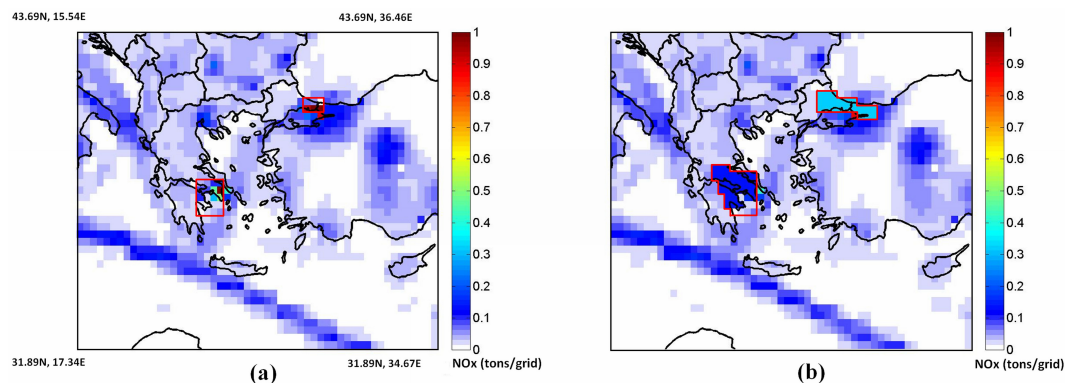 43.69N, 15.54E
43.69N, 36.46E
1
0.9
0.8
0.7
0.6
0.5
0.4
0.3
0.2
0.1
0
1
0.9
0.8
0.7
0.6
0.5
0.4
0.3
0.2
0.1
0
31.89N, 17.34E
31.89N, 34.67E
NOx (tons/grid)
NOx (tons/grid)
(a)
(b)